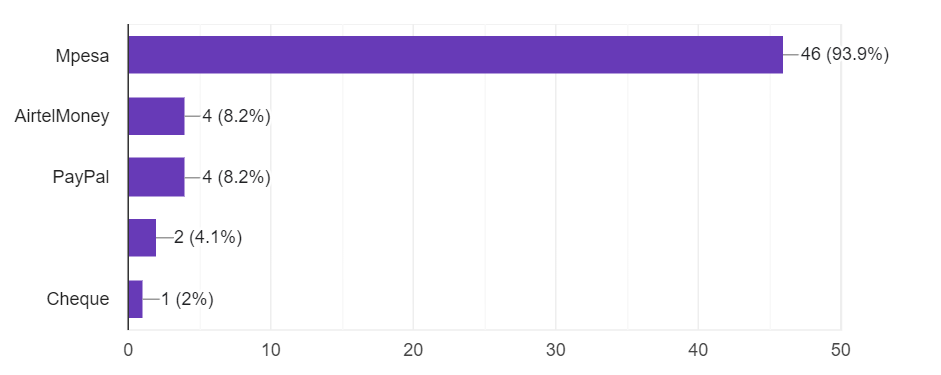 Mpesa 46 (93.9%)
AirtelMoney 4 (8.2%)
PayPal 4 (8.2%)
2 (4.1%)
Cheque 1 (2%)
0 10 20 30 40 50